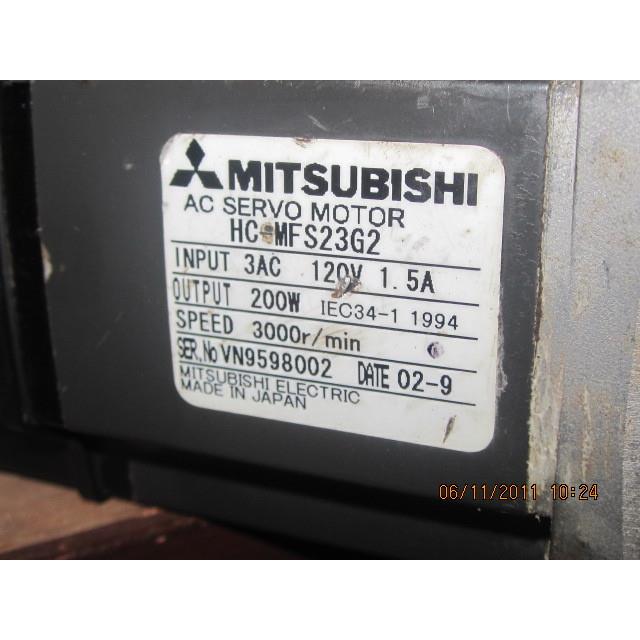 MITSUBISHI
AC SERVO MOTOR
HC-MFS23G2
INPUT 3AC 120V 1.5A
OUTPUT 200W IEC34-1 1994
SPEED 3000r/min
SER.No VN9598002 DATE 02-9
MITSUBISHI ELECTRIC
MADE IN JAPAN
06/11/2011 10:24